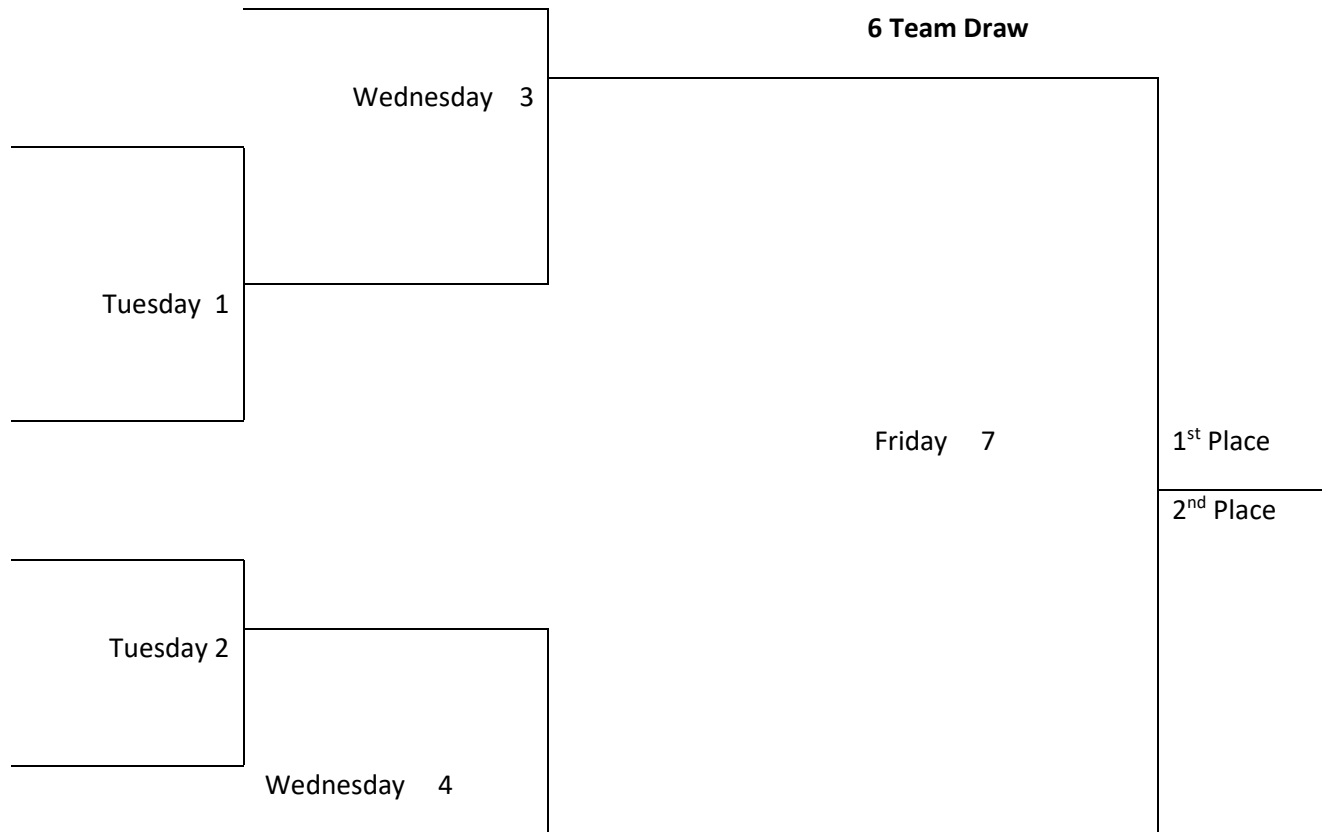 6 Team Draw
Wednesday 3
Tuesday 1
Friday 7
1st Place
2nd Place
Tuesday 2
Wednesday 4